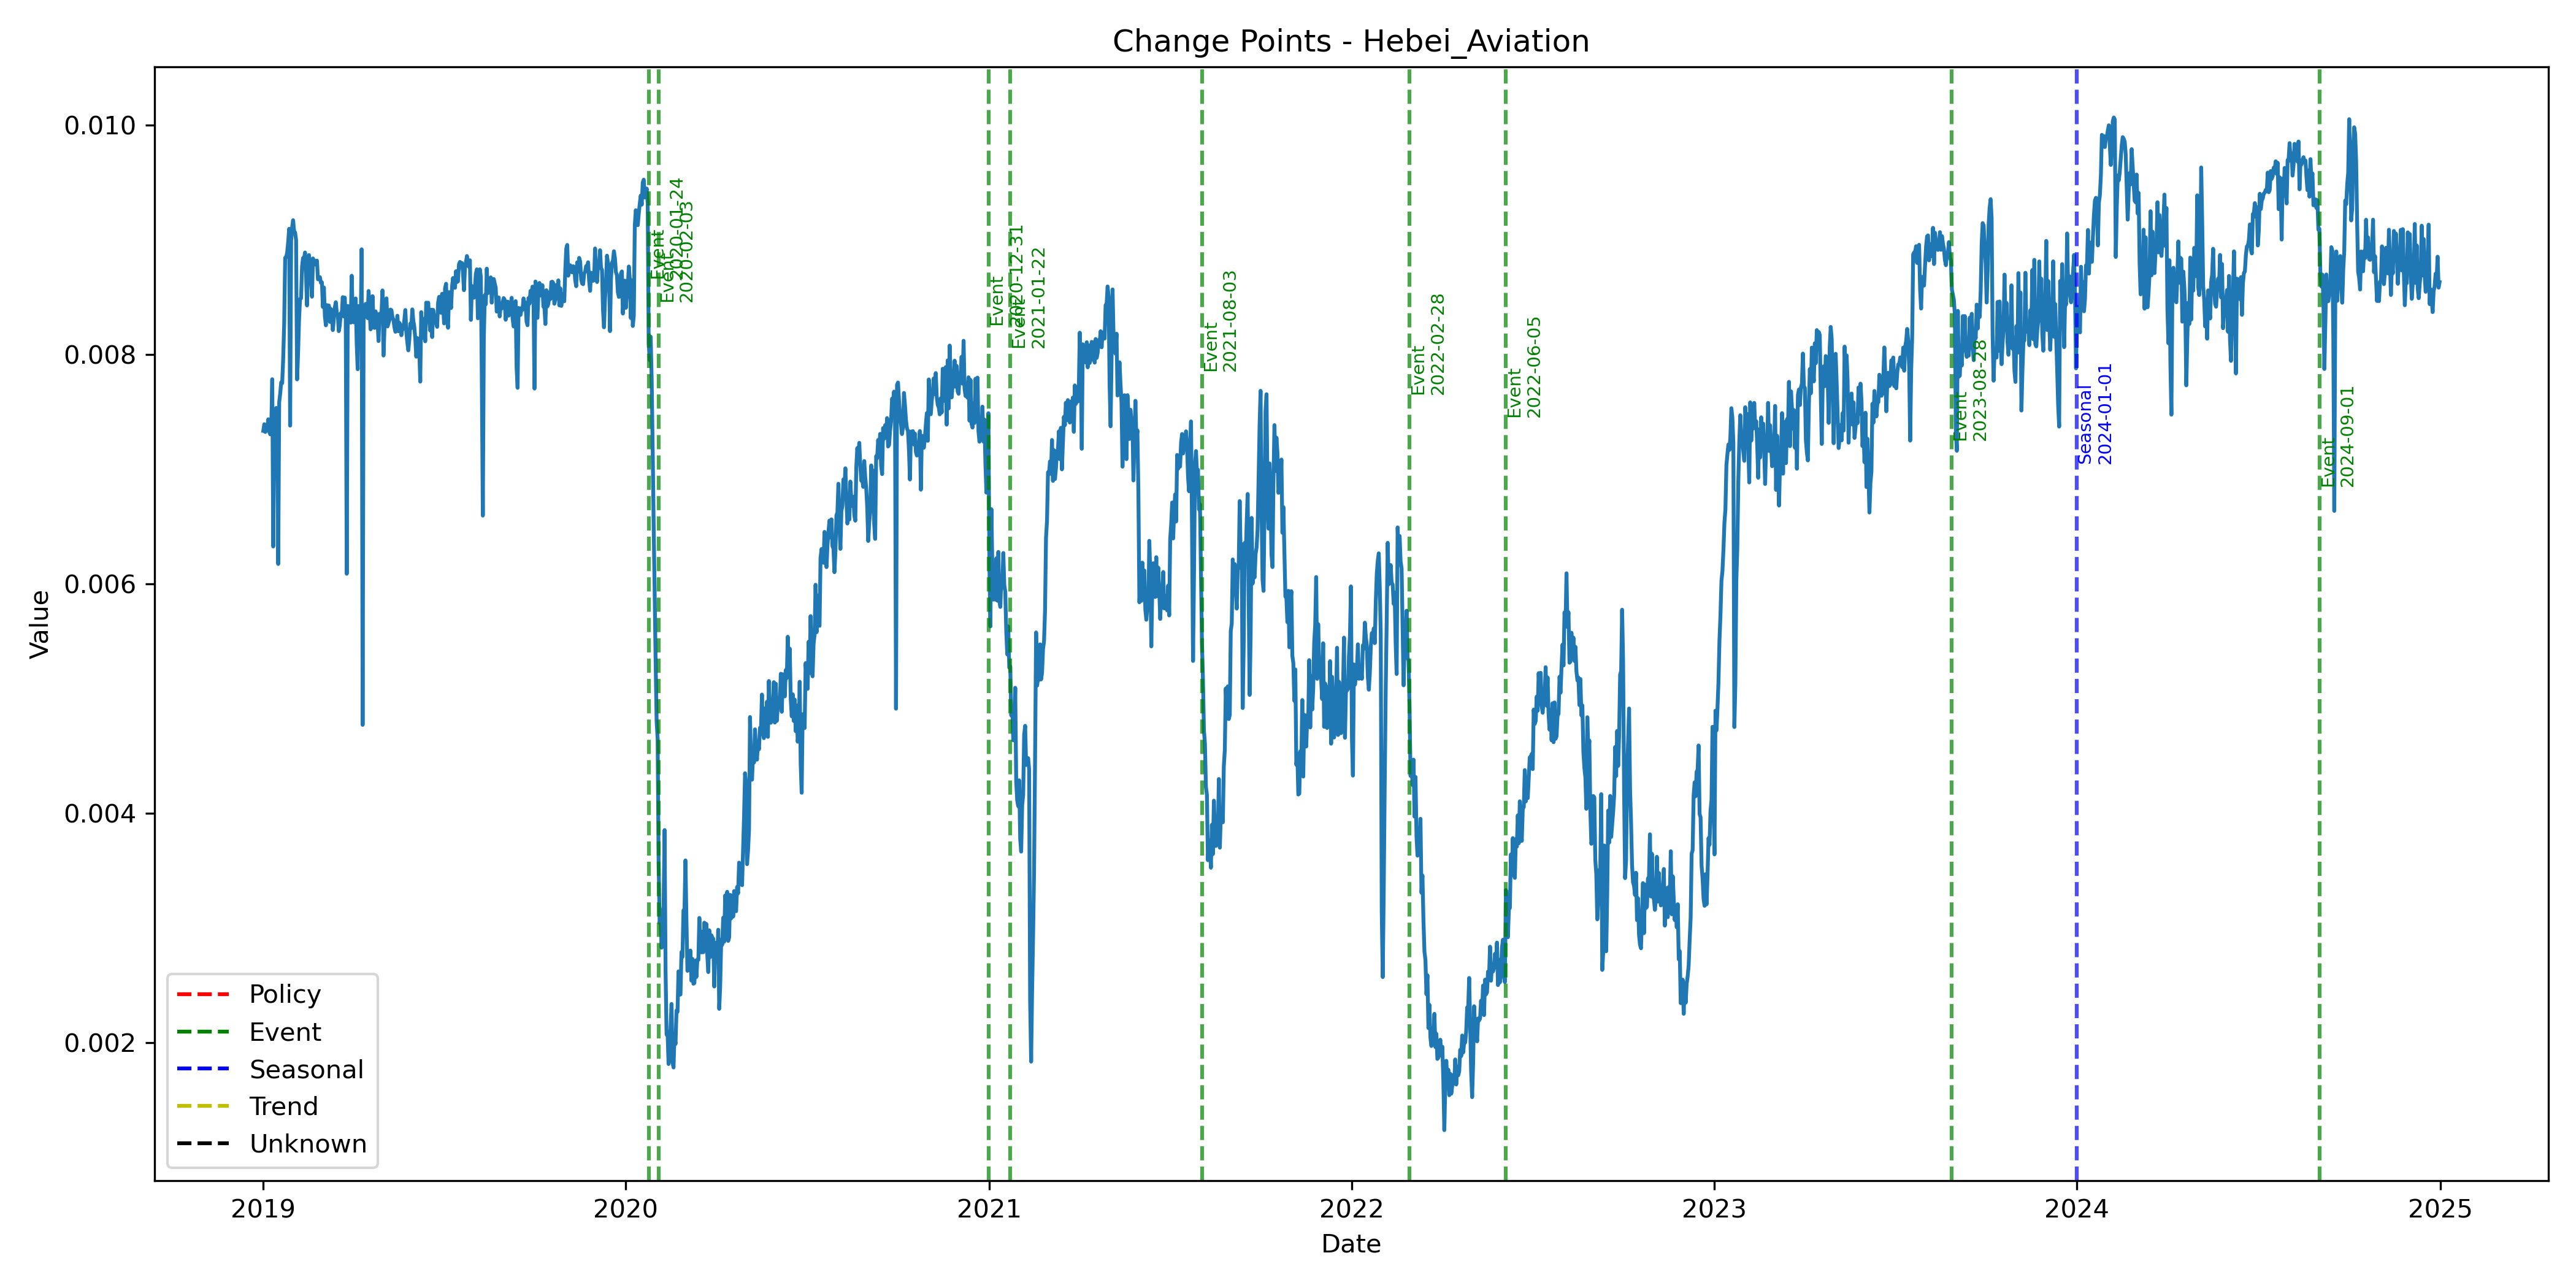 Change Points - Hebei_Aviation
Value
0.010
0.008
0.006
0.004
0.002
Event
2020-01-24
Event
2020-02-03
Event
2020-12-31
Event
2021-01-22
Event
2021-08-03
Event
2022-02-28
Event
2022-06-05
Event
2023-08-28
Seasonal
2024-01-01
Event
2024-09-01
Policy
Event
Seasonal
Trend
Unknown
2019
2020
2021
2022
2023
2024
2025
Date